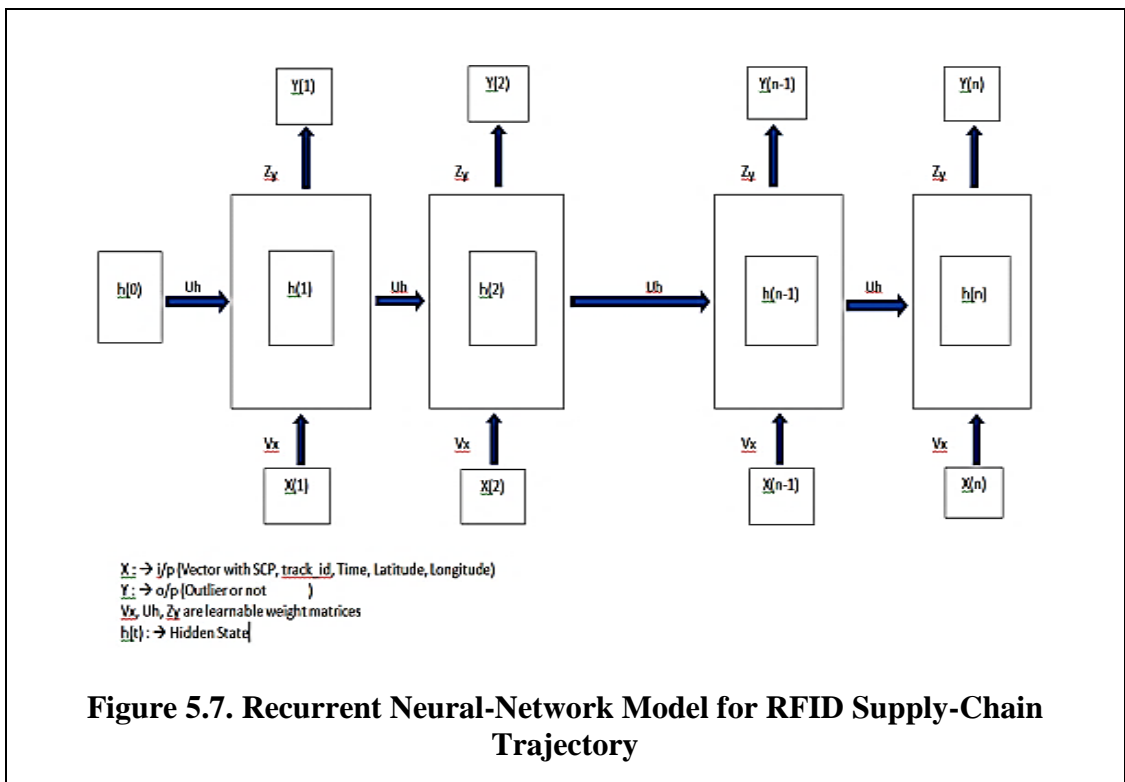 Y(1) Y(2) Y(n-1) Y(n)
Zy Zy Zy Zy
h(0) Uh h(1) Uh h(2) Uh h(n-1) Uh h(n)
Vx Vx Vx Vx
X(1) X(2) X(n-1) X(n)
X : → i/p (Vector with SCP, track_id, Time, Latitude, Longitude)
Y : → o/p (Outlier or not )
Vx, Uh, Zy are learnable weight matrices
h(t) : → Hidden State
Figure 5.7. Recurrent Neural-Network Model for RFID Supply-Chain
Trajectory